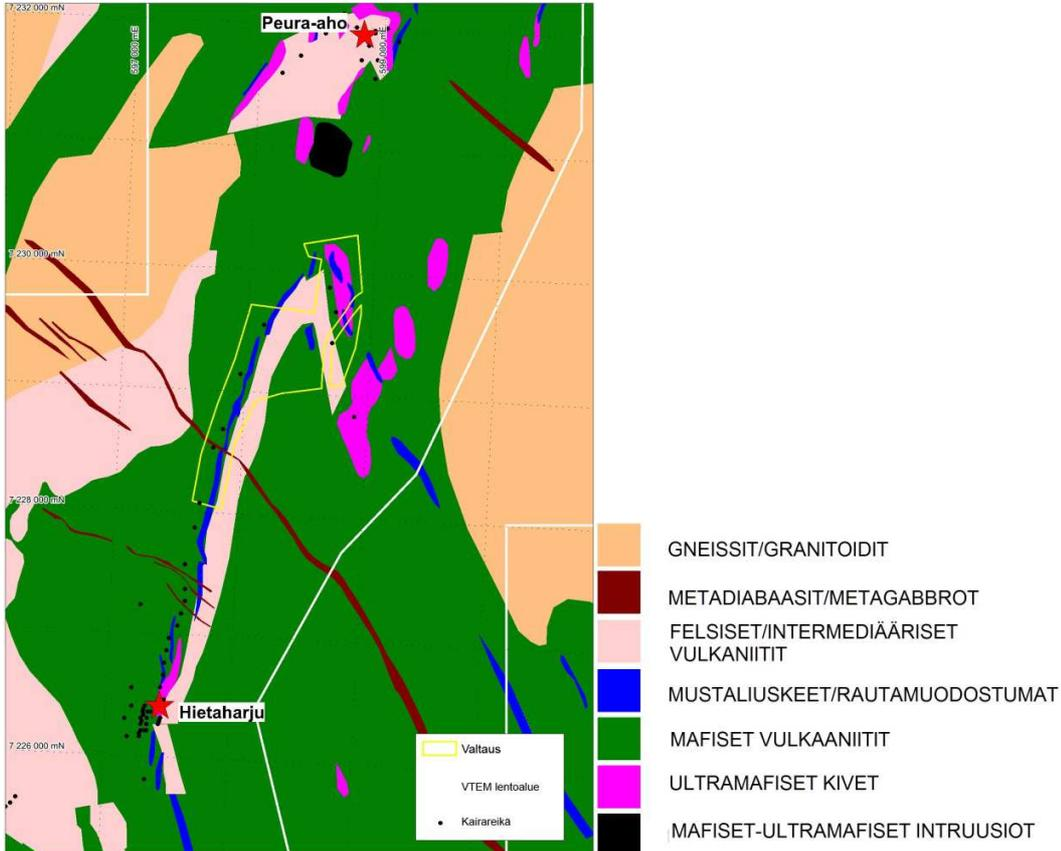 7 232 000 mN
Peura-aho
597 000 mE
599 000 mE
7 230 000 mN
7 228 000 mN
Hietaharju
7 226 000 mN
Valtaus
VTEM lentoalue
Kairareikä
GNEISSIT/GRANITOIDIT
METADIABAASIT/METAGABBROT
FELSISET/INTERMEDIÄÄRISET
VULKANIITIT
MUSTALIUSKEET/RAUTAMUODOSTUMAT
MAFISET VULKAANIITIT
ULTRAMAFISET KIVET
MAFISET-ULTRAMAFISET INTRUUSIOT